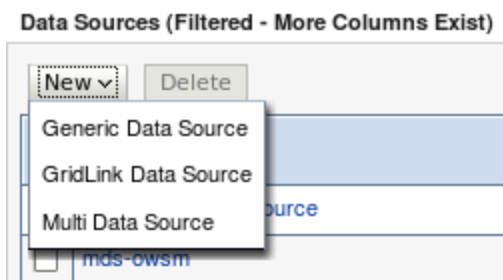 Data Sources (Filtered - More Columns Exist)
New Delete
Generic Data Source
GridLink Data Source
Multi Data Source
ource
mds-owsm